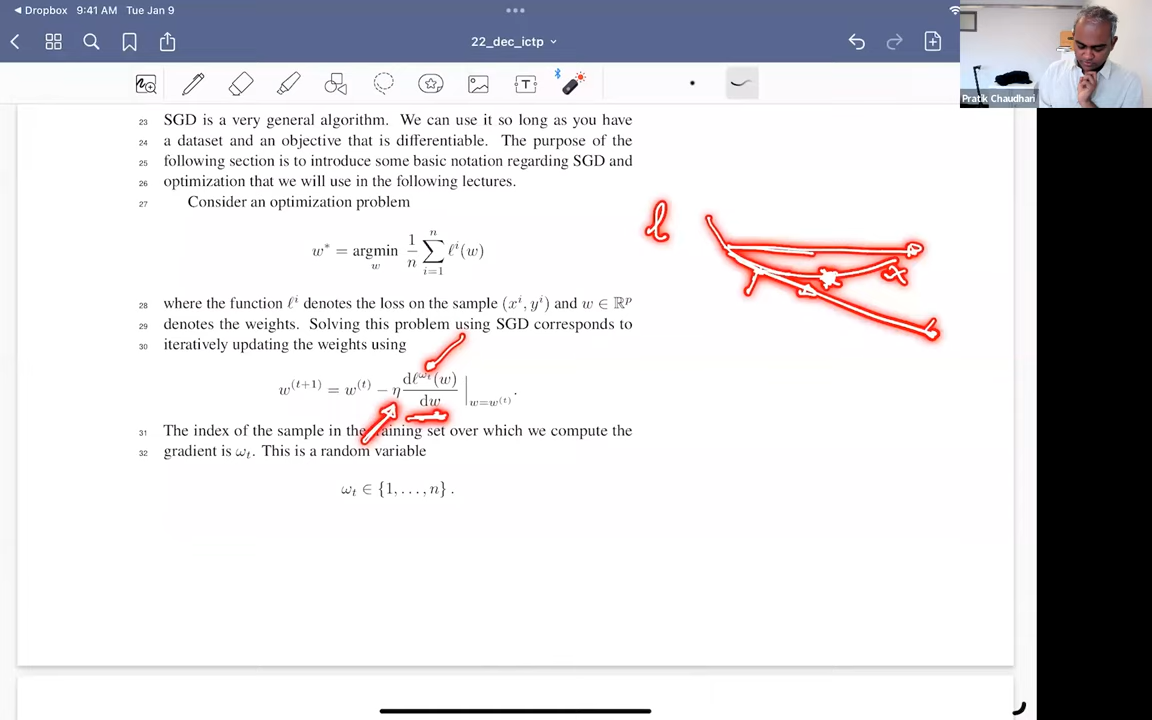 Dropbox 9:41 AM Tue Jan 9
22_dec_ictp
Pratik Chaudhari
23 SGD is a very general algorithm. We can use it so long as you have
24 a dataset and an objective that is differentiable. The purpose of the
25 following section is to introduce some basic notation regarding SGD and
26 optimization that we will use in the following lectures.
27 Consider an optimization problem
w* = argmin_w 1/n ∑_{i=1}^{n} ℓ^i(w)
28 where the function ℓ^i denotes the loss on the sample (x^i, y^i) and w ∈ ℝ^p
29 denotes the weights. Solving this problem using SGD corresponds to
30 iteratively updating the weights using
w^(t+1) = w^(t) − η dℓ^{ω_t}(w)/dw |_{w=w^(t)}.
31 The index of the sample in the training set over which we compute the
32 gradient is ω_t. This is a random variable
ω_t ∈ {1, . . . , n} .
ℓ